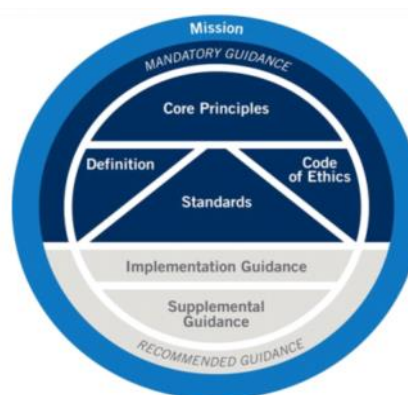 Mission
MANDATORY GUIDANCE
Core Principles
Definition
Code
of Ethics
Standards
Implementation Guidance
Supplemental
Guidance
RECOMMENDED GUIDANCE